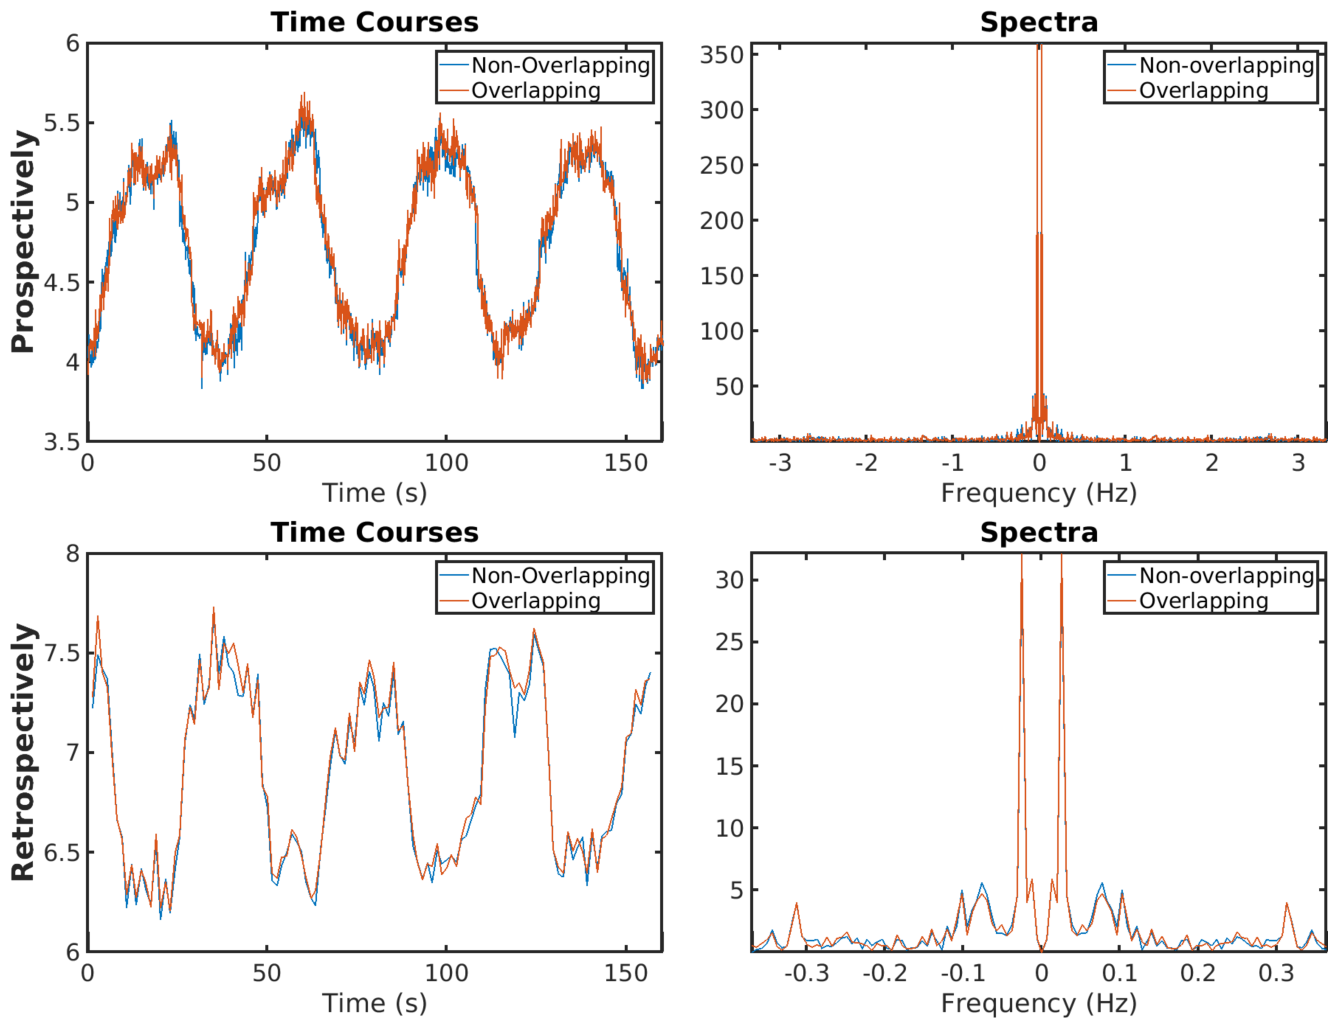 Time Courses
Spectra
Prospectively
6
5.5
5
4.5
4
3.5
Non-Overlapping
Overlapping
0
50
100
150
Time (s)
350
300
250
200
150
100
50
Non-overlapping
Overlapping
-3
-2
-1
0
1
2
3
Frequency (Hz)
Time Courses
Spectra
Retrospectively
8
7.5
7
6.5
6
Non-Overlapping
Overlapping
0
50
100
150
Time (s)
30
25
20
15
10
5
Non-overlapping
Overlapping
-0.3
-0.2
-0.1
0
0.1
0.2
0.3
Frequency (Hz)